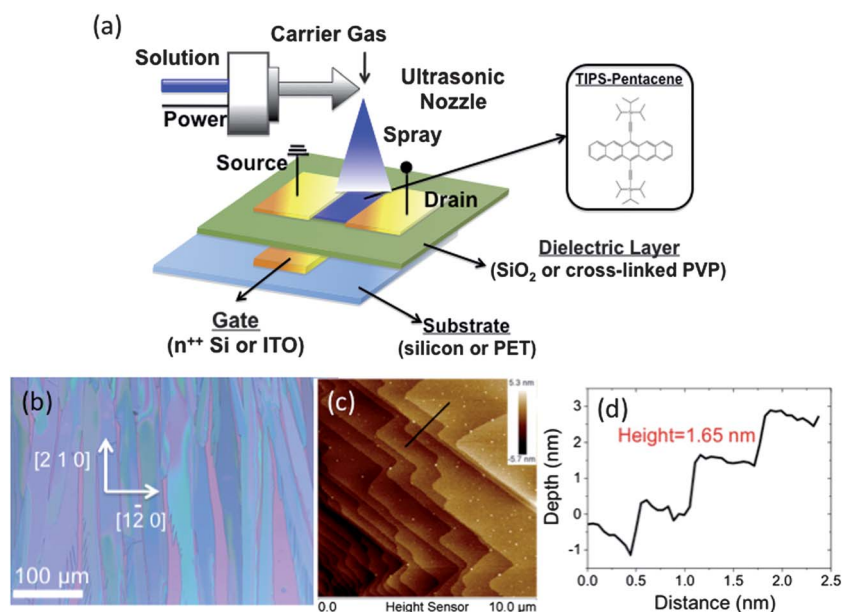 (a)
Carrier Gas
Solution
Power
Ultrasonic
Nozzle
Spray
Source
Drain
TIPS-Pentacene
Dielectric Layer
(SiO₂ or cross-linked PVP)
Gate
(n⁺⁺ Si or ITO)
Substrate
(silicon or PET)
(b)
[2 1 0]
[12̄ 0]
100 µm
(c)
5.3 nm
-5.7 nm
0.0 Height Sensor 10.0 µm
(d)
Height=1.65 nm
Depth (nm)
3
2
1
0
-1
0.0 0.5 1.0 1.5 2.0 2.5
Distance (nm)